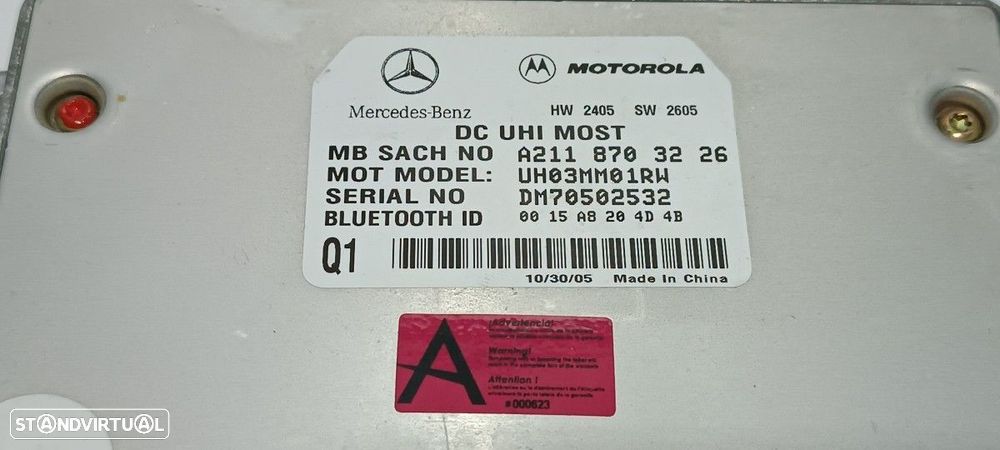 Mercedes-Benz
MOTOROLA
HW 2405 SW 2605
DC UHI MOST
MB SACH NO A211 870 32 26
MOT MODEL: UH03MM01RW
SERIAL NO DM70502532
BLUETOOTH ID 00 15 A8 20 4D 4B
Q1
10/30/05 Made In China
A
¡Advertencia!
Warning!
Attention !
#000623
STANDVIRTUAL